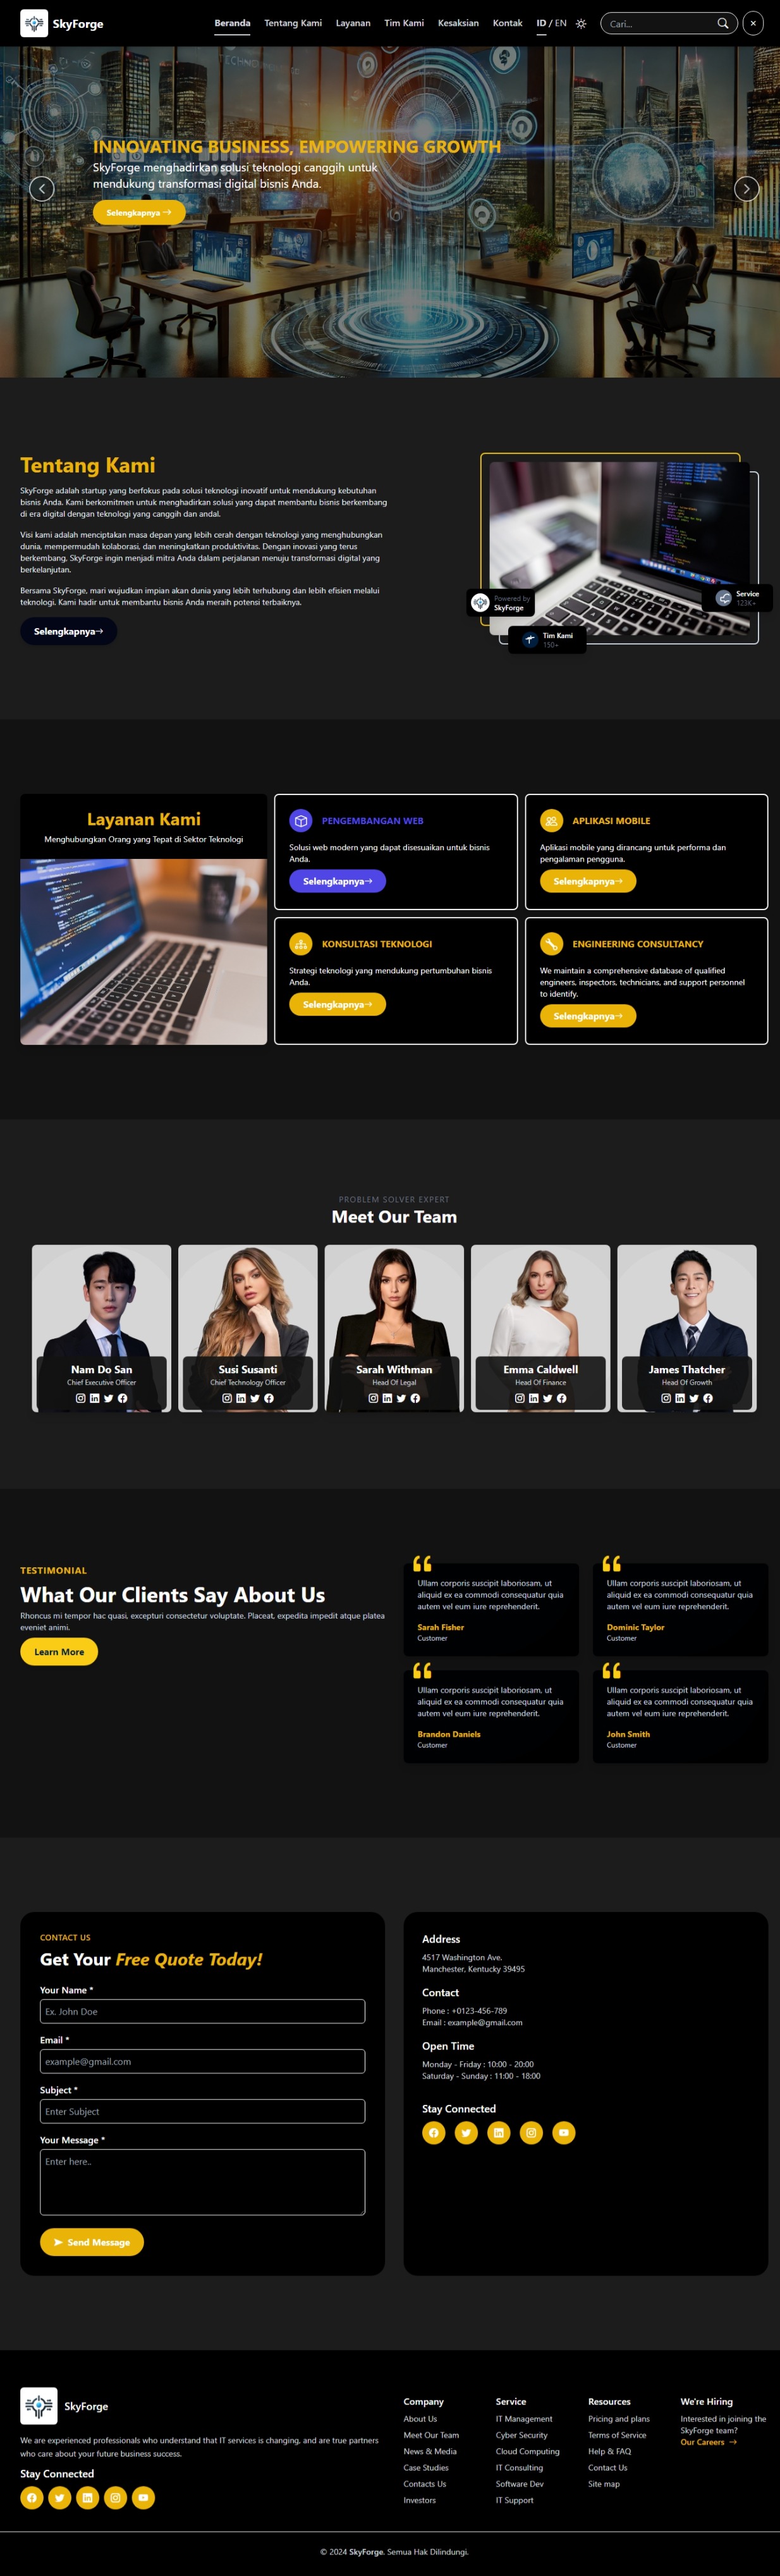 SkyForge
Beranda Tentang Kami Layanan Tim Kami Kesaksian Kontak ID / EN Cari...
INNOVATING BUSINESS, EMPOWERING GROWTH
SkyForge menghadirkan solusi teknologi canggih untuk
mendukung transformasi digital bisnis Anda.
Selengkapnya →
Tentang Kami
SkyForge adalah startup yang berfokus pada solusi teknologi inovatif untuk mendukung kebutuhan
bisnis Anda. Kami berkomitmen untuk menghadirkan solusi yang dapat membantu bisnis berkembang
di era digital dengan teknologi yang canggih dan andal.
Visi kami adalah menciptakan masa depan yang lebih cerah dengan teknologi yang menghubungkan
dunia, mempermudah kolaborasi, dan meningkatkan produktivitas. Dengan inovasi yang terus
berkembang, SkyForge ingin menjadi mitra Anda dalam perjalanan menuju transformasi digital yang
berkelanjutan.
Bersama SkyForge, mari wujudkan impian akan dunia yang lebih terhubung dan lebih efisien melalui
teknologi. Kami hadir untuk membantu bisnis Anda meraih potensi terbaiknya.
Selengkapnya→
Powered by
SkyForge
Service
123K+
Tim Kami
150+
Layanan Kami
Menghubungkan Orang yang Tepat di Sektor Teknologi
PENGEMBANGAN WEB
Solusi web modern yang dapat disesuaikan untuk bisnis
Anda.
Selengkapnya→
APLIKASI MOBILE
Aplikasi mobile yang dirancang untuk performa dan
pengalaman pengguna.
Selengkapnya→
KONSULTASI TEKNOLOGI
Strategi teknologi yang mendukung pertumbuhan bisnis
Anda.
Selengkapnya→
ENGINEERING CONSULTANCY
We maintain a comprehensive database of qualified
engineers, inspectors, technicians, and support personnel
to identify.
Selengkapnya→
PROBLEM SOLVER EXPERT
Meet Our Team
Nam Do San
Chief Executive Officer
Susi Susanti
Chief Technology Officer
Sarah Withman
Head Of Legal
Emma Caldwell
Head Of Finance
James Thatcher
Head Of Growth
TESTIMONIAL
What Our Clients Say About Us
Rhoncus mi tempor hac quasi, excepturi consectetur voluptate. Placeat, expedita impedit atque platea
eveniet animi.
Learn More
Ullam corporis suscipit laboriosam, ut
aliquid ex ea commodi consequatur quia
autem vel eum iure reprehenderit.
Sarah Fisher
Customer
Ullam corporis suscipit laboriosam, ut
aliquid ex ea commodi consequatur quia
autem vel eum iure reprehenderit.
Dominic Taylor
Customer
Ullam corporis suscipit laboriosam, ut
aliquid ex ea commodi consequatur quia
autem vel eum iure reprehenderit.
Brandon Daniels
Customer
Ullam corporis suscipit laboriosam, ut
aliquid ex ea commodi consequatur quia
autem vel eum iure reprehenderit.
John Smith
Customer
CONTACT US
Get Your Free Quote Today!
Your Name *
Ex. John Doe
Email *
example@gmail.com
Subject *
Enter Subject
Your Message *
Enter here..
Send Message
Address
4517 Washington Ave.
Manchester, Kentucky 39495
Contact
Phone : +0123-456-789
Email : example@gmail.com
Open Time
Monday - Friday : 10:00 - 20:00
Saturday - Sunday : 11:00 - 18:00
Stay Connected
SkyForge
We are experienced professionals who understand that IT services is changing, and are true partners
who care about your future business success.
Stay Connected
Company
About Us
Meet Our Team
News & Media
Case Studies
Contacts Us
Investors
Service
IT Management
Cyber Security
Cloud Computing
IT Consulting
Software Dev
IT Support
Resources
Pricing and plans
Terms of Service
Help & FAQ
Contact Us
Site map
We're Hiring
Interested in joining the
SkyForge team?
Our Careers →
© 2024 SkyForge. Semua Hak Dilindungi.